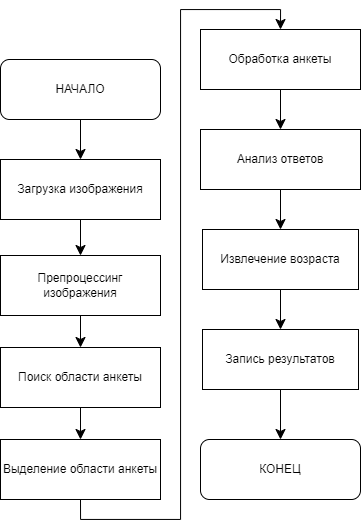 НАЧАЛО
Загрузка изображения
Препроцессинг
изображения
Поиск области анкеты
Выделение области анкеты
Обработка анкеты
Анализ ответов
Извлечение возраста
Запись результатов
КОНЕЦ